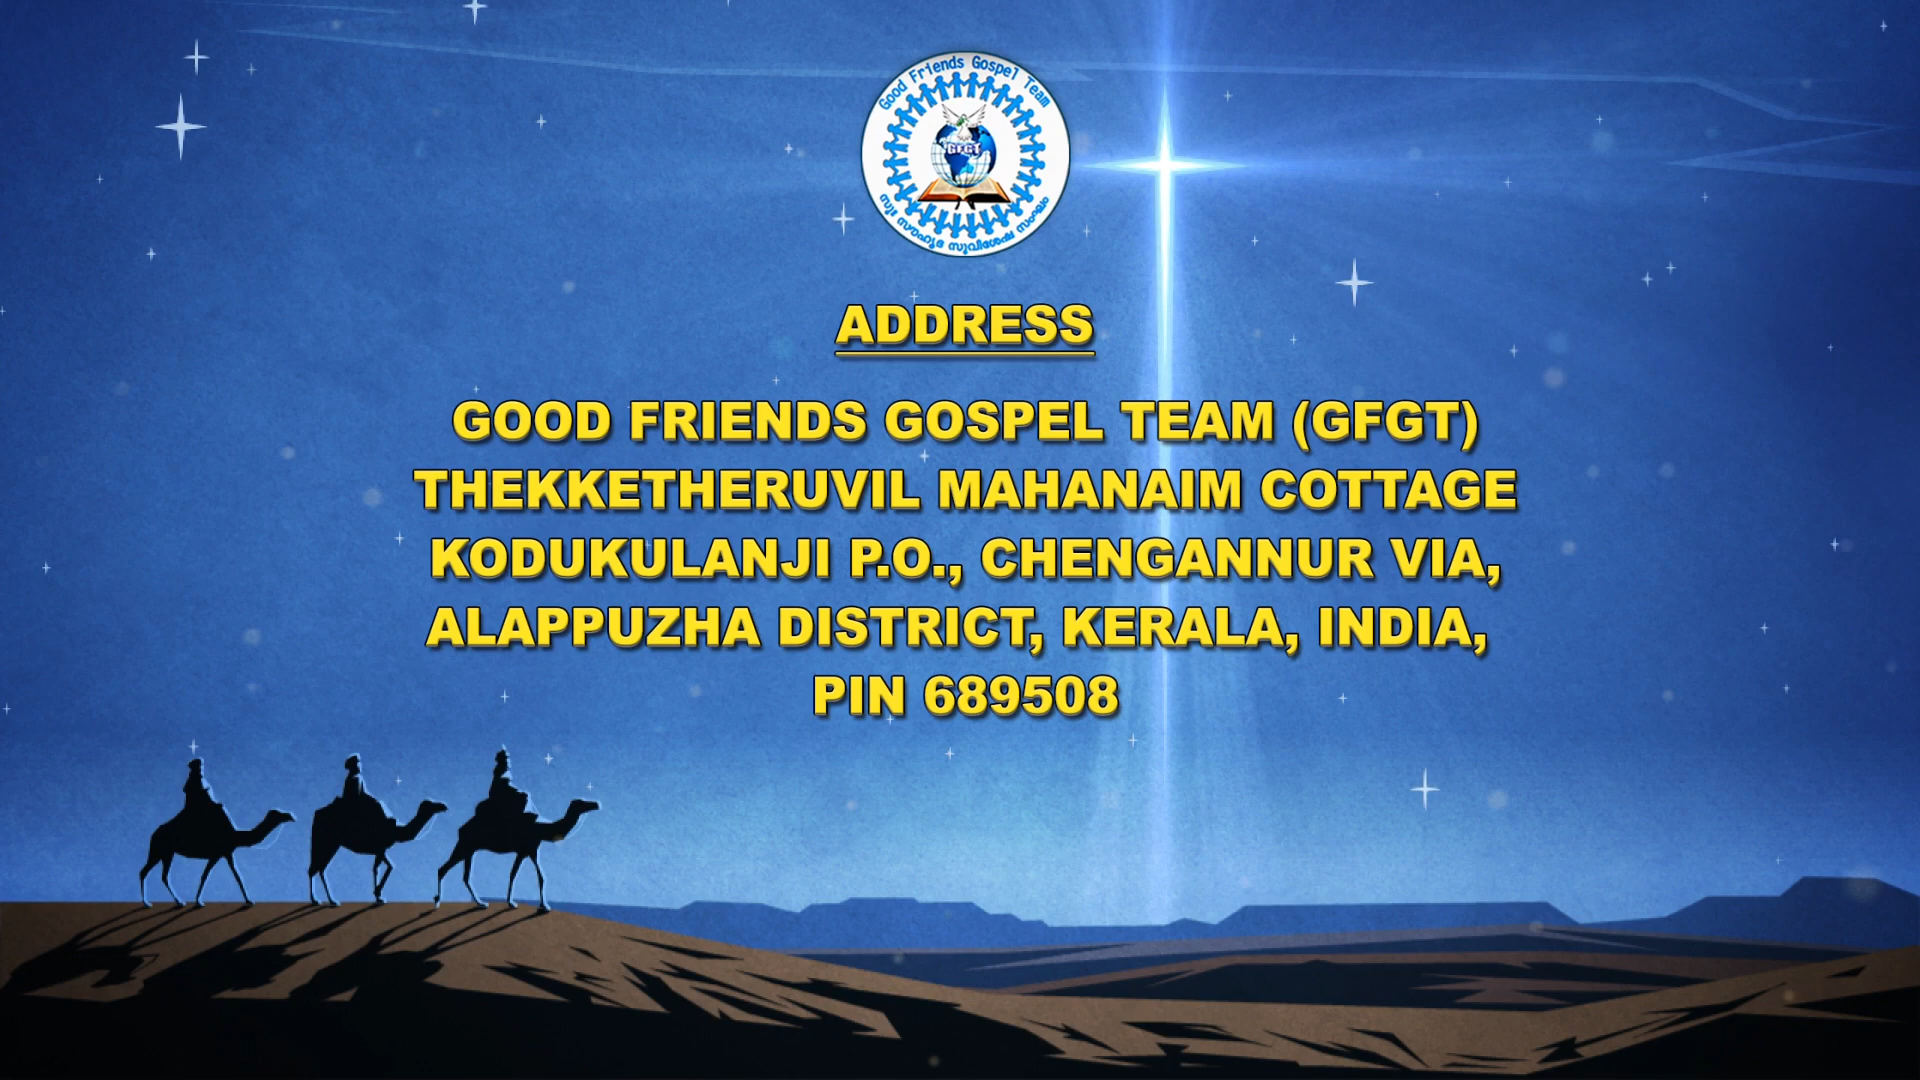 Good Friends Gospel Team
GFGT
ADDRESS
GOOD FRIENDS GOSPEL TEAM (GFGT)
THEKKETHERUVIL MAHANAIM COTTAGE
KODUKULANJI P.O., CHENGANNUR VIA,
ALAPPUZHA DISTRICT, KERALA, INDIA,
PIN 689508